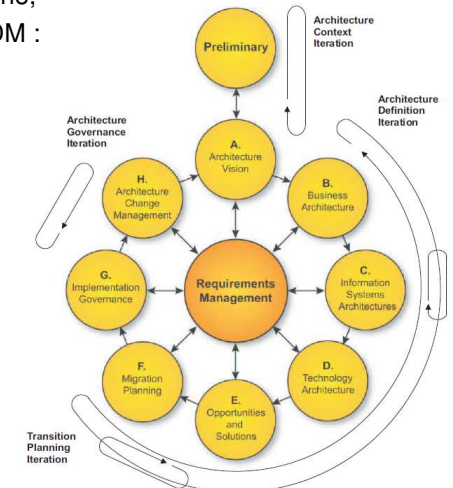 OM :
Preliminary
Architecture
Context
Iteration
Architecture
Definition
Iteration
Architecture
Governance
Iteration
A.
Architecture
Vision
H.
Architecture
Change
Management
B.
Business
Architecture
G.
Implementation
Governance
Requirements
Management
C.
Information
Systems
Architectures
F.
Migration
Planning
D.
Technology
Architecture
E.
Opportunities
and
Solutions
Transition
Planning
Iteration